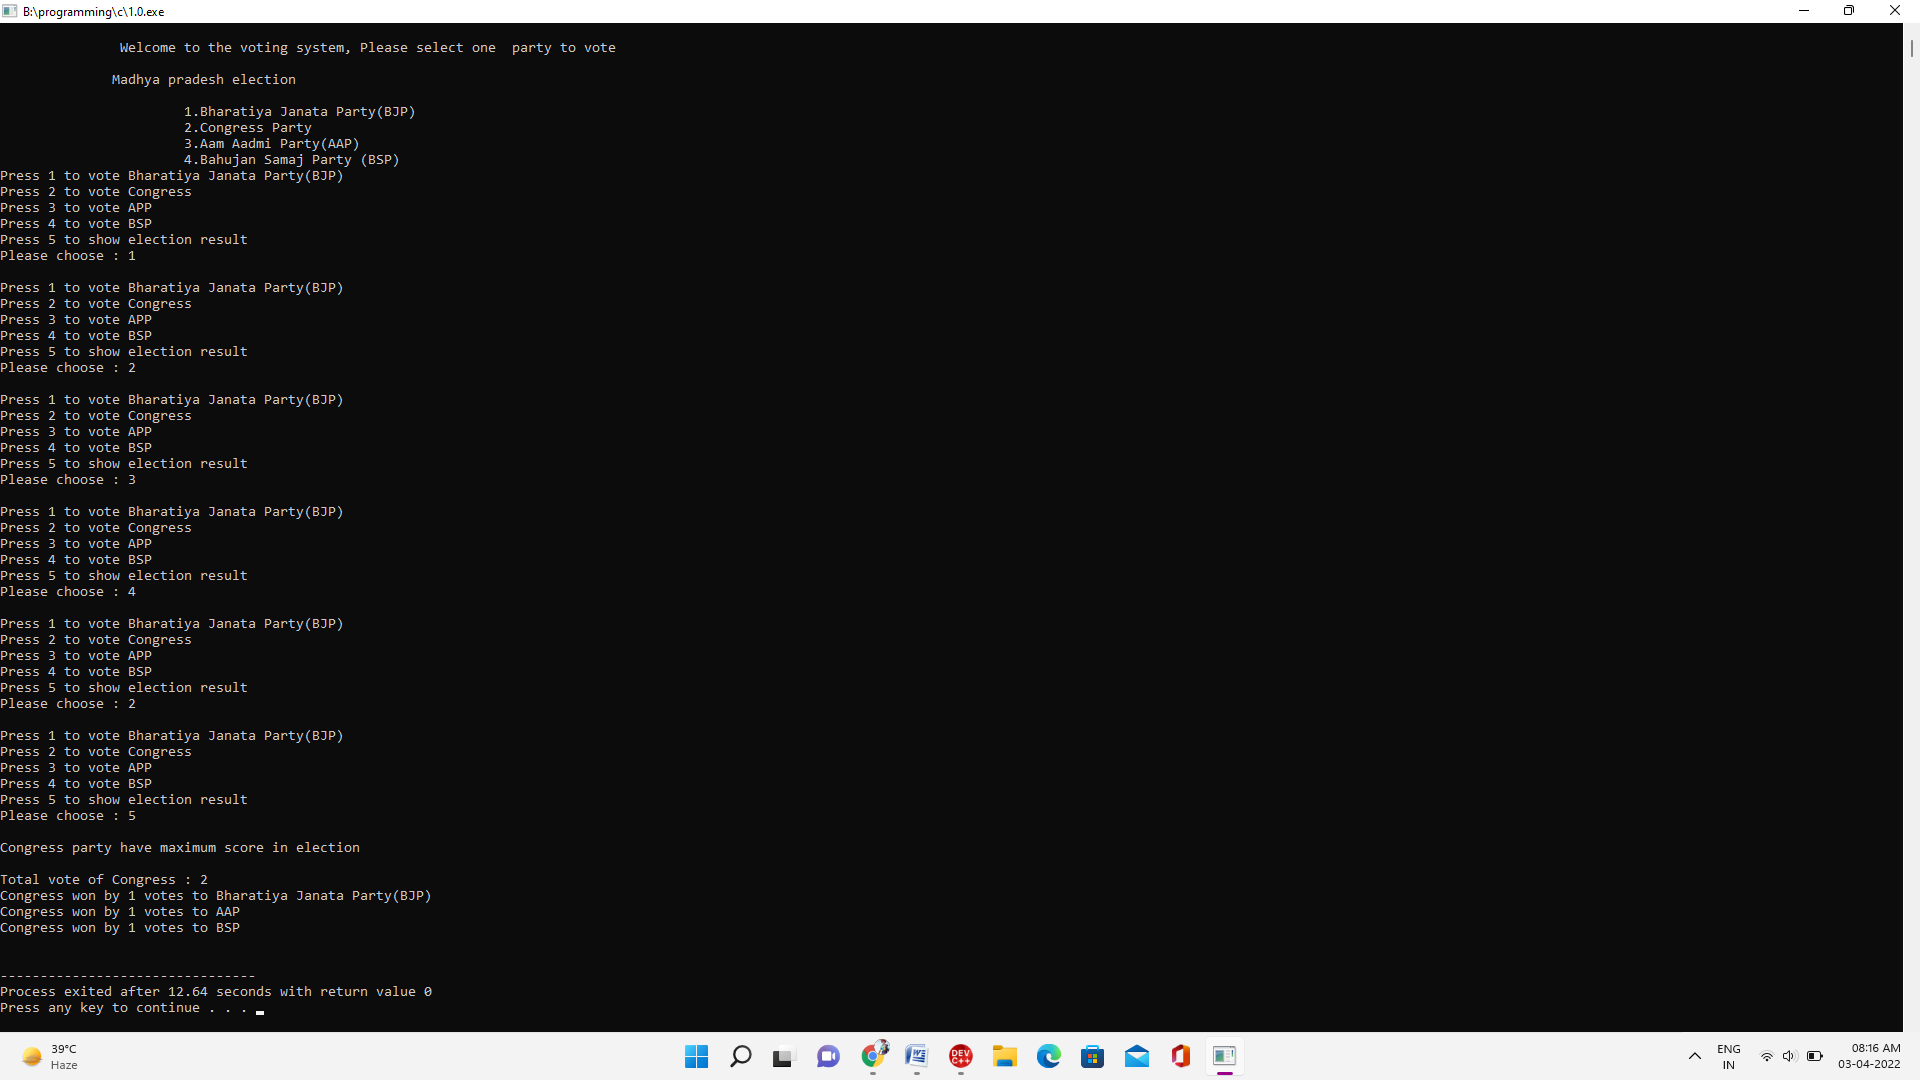 B:\programming\c\1.0.exe
Welcome to the voting system, Please select one  party to vote
Madhya pradesh election
1.Bharatiya Janata Party(BJP)
2.Congress Party
3.Aam Aadmi Party(AAP)
4.Bahujan Samaj Party (BSP)
Press 1 to vote Bharatiya Janata Party(BJP)
Press 2 to vote Congress
Press 3 to vote APP
Press 4 to vote BSP
Press 5 to show election result
Please choose : 1
Press 1 to vote Bharatiya Janata Party(BJP)
Press 2 to vote Congress
Press 3 to vote APP
Press 4 to vote BSP
Press 5 to show election result
Please choose : 2
Press 1 to vote Bharatiya Janata Party(BJP)
Press 2 to vote Congress
Press 3 to vote APP
Press 4 to vote BSP
Press 5 to show election result
Please choose : 3
Press 1 to vote Bharatiya Janata Party(BJP)
Press 2 to vote Congress
Press 3 to vote APP
Press 4 to vote BSP
Press 5 to show election result
Please choose : 4
Press 1 to vote Bharatiya Janata Party(BJP)
Press 2 to vote Congress
Press 3 to vote APP
Press 4 to vote BSP
Press 5 to show election result
Please choose : 2
Press 1 to vote Bharatiya Janata Party(BJP)
Press 2 to vote Congress
Press 3 to vote APP
Press 4 to vote BSP
Press 5 to show election result
Please choose : 5
Congress party have maximum score in election
Total vote of Congress : 2
Congress won by 1 votes to Bharatiya Janata Party(BJP)
Congress won by 1 votes to AAP
Congress won by 1 votes to BSP
--------------------------------
Process exited after 12.64 seconds with return value 0
Press any key to continue . . .
39°C
Haze
DEV
C++
ENG
IN
08:16 AM
03-04-2022